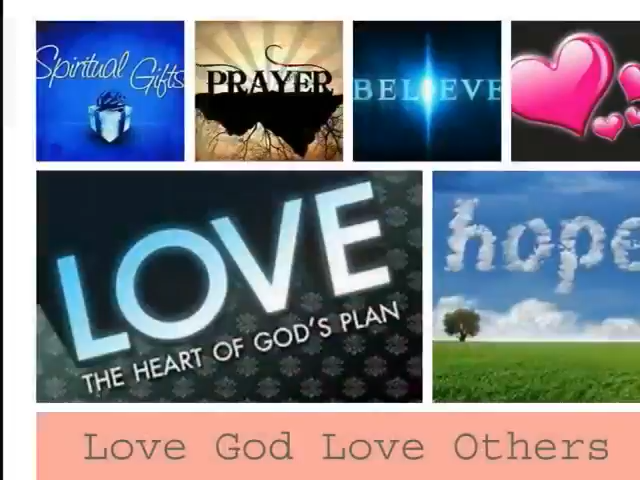 Spiritual Gifts
PRAYER
BELIEVE
LOVE
THE HEART OF GOD'S PLAN
hope
Love God Love Others